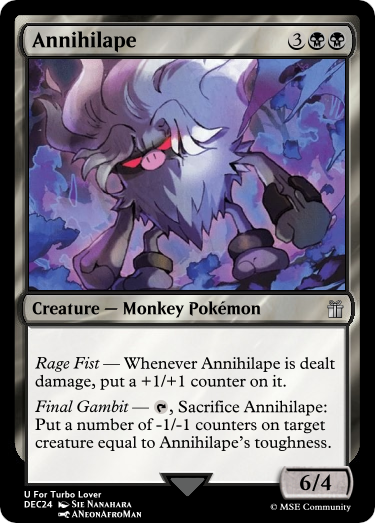 Annihilape 3
Creature — Monkey Pokémon
Rage Fist — Whenever Annihilape is dealt
damage, put a +1/+1 counter on it.
Final Gambit — , Sacrifice Annihilape:
Put a number of -1/-1 counters on target
creature equal to Annihilape's toughness.
6/4
U For Turbo Lover
DEC24 Sie Nanahara
ANeonAfroMan
© MSE Community